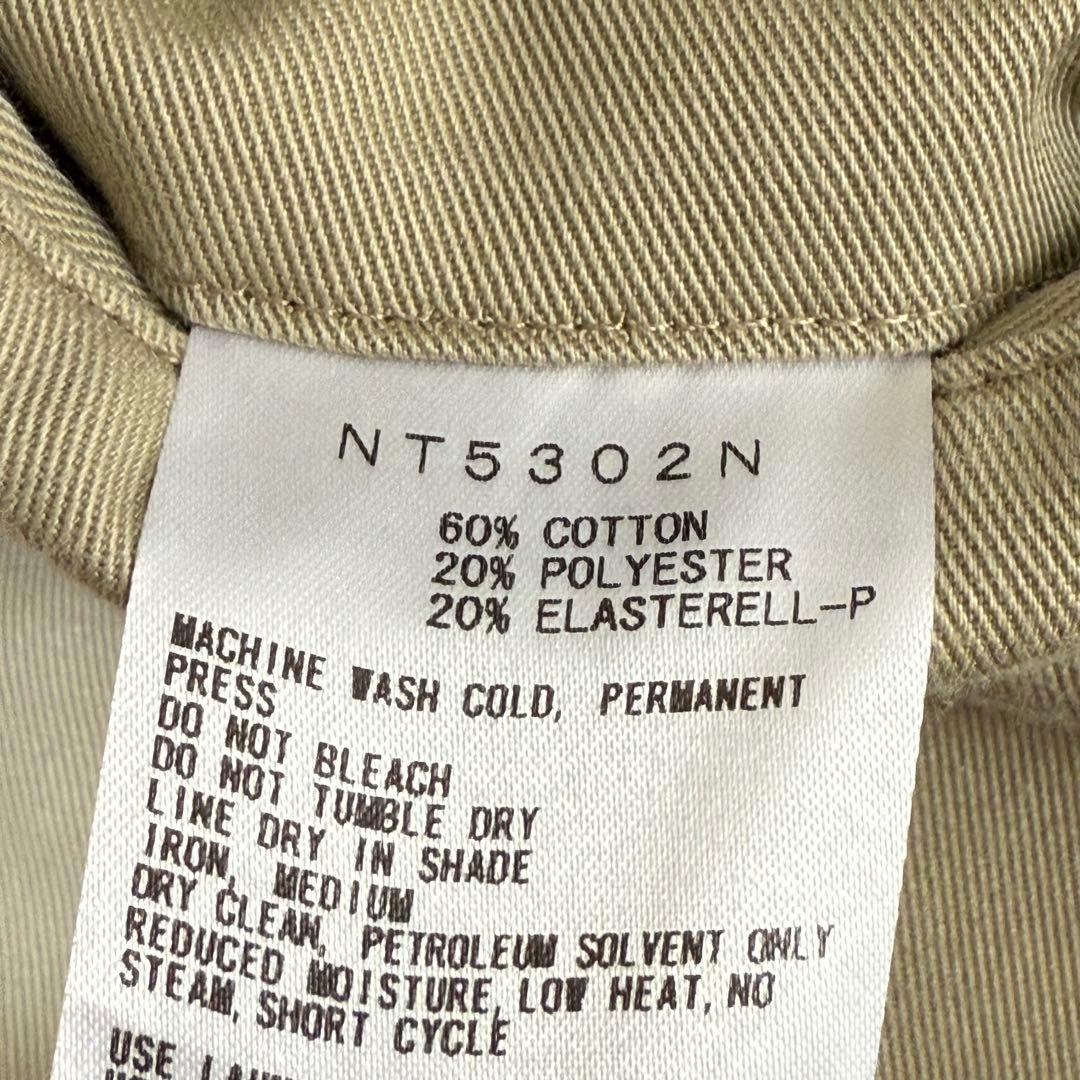 NT5302N
60% COTTON
20% POLYESTER
20% ELASTERELL-P
MACHINE WASH COLD, PERMANENT
PRESS
DO NOT BLEACH
DO NOT TUMBLE DRY
LINE DRY IN SHADE
IRON, MEDIUM
DRY CLEAN, PETROLEUM SOLVENT ONLY
REDUCED MOISTURE, LOW HEAT, NO
STEAM, SHORT CYCLE
USE